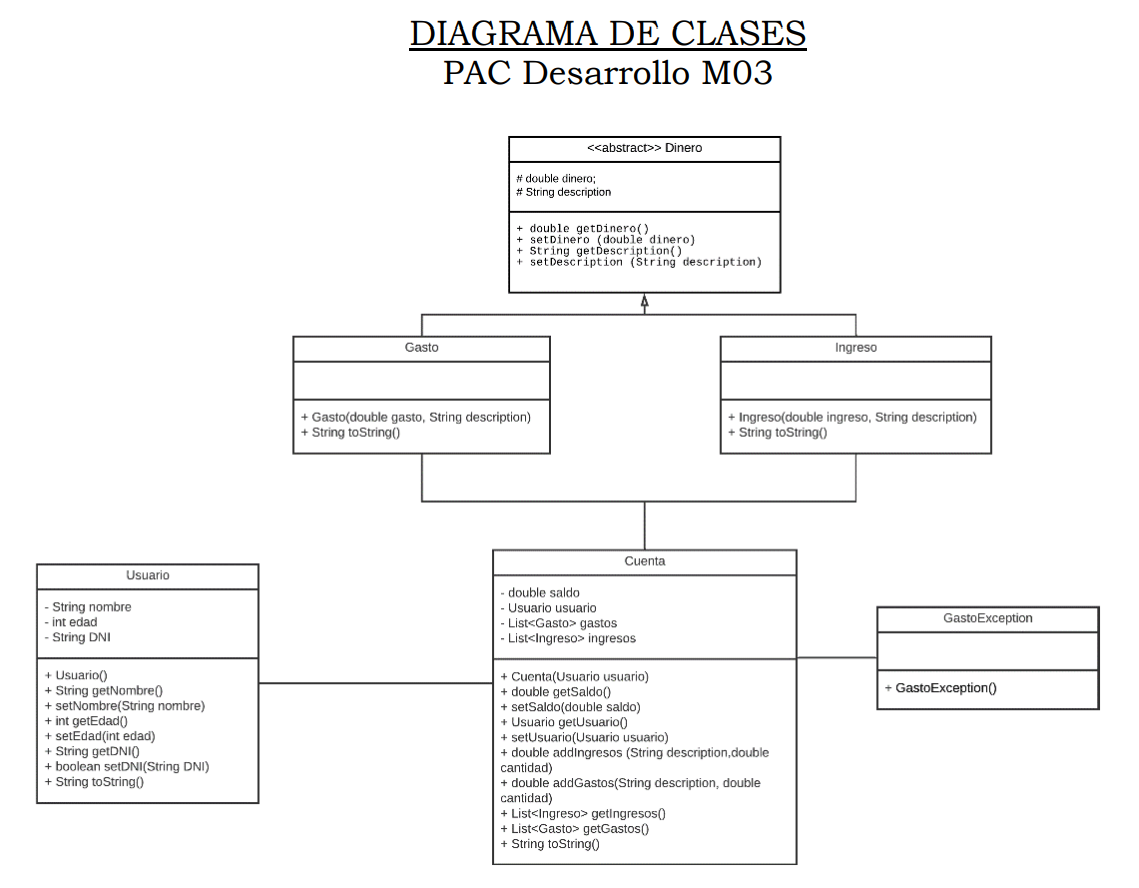 DIAGRAMA DE CLASES
PAC Desarrollo M03
<<abstract>> Dinero
# double dinero;
# String description
+ double getDinero()
+ setDinero (double dinero)
+ String getDescription()
+ setDescription (String description)
Gasto
+ Gasto(double gasto, String description)
+ String toString()
Ingreso
+ Ingreso(double ingreso, String description)
+ String toString()
Usuario
- String nombre
- int edad
- String DNI
+ Usuario()
+ String getNombre()
+ setNombre(String nombre)
+ int getEdad()
+ setEdad(int edad)
+ String getDNI()
+ boolean setDNI(String DNI)
+ String toString()
Cuenta
- double saldo
- Usuario usuario
- List<Gasto> gastos
- List<Ingreso> ingresos
+ Cuenta(Usuario usuario)
+ double getSaldo()
+ setSaldo(double saldo)
+ Usuario getUsuario()
+ setUsuario(Usuario usuario)
+ double addIngresos (String description,double
cantidad)
+ double addGastos(String description, double
cantidad)
+ List<Ingreso> getIngresos()
+ List<Gasto> getGastos()
+ String toString()
GastoException
+ GastoException()